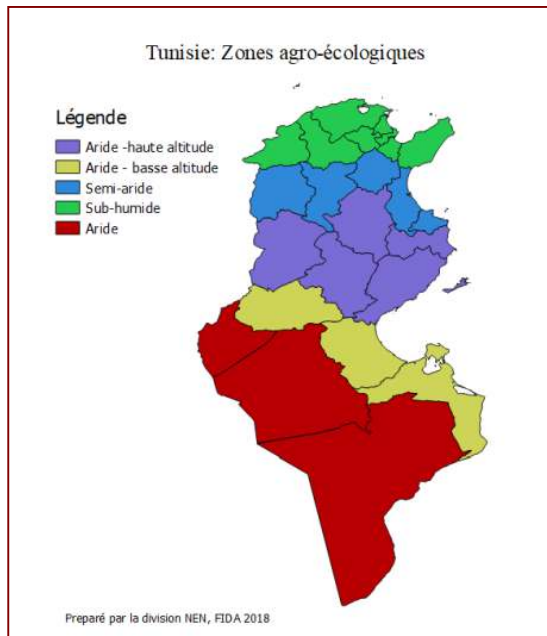 Tunisie: Zones agro-écologiques
Légende
Aride -haute altitude
Aride - basse altitude
Semi-aride
Sub-humide
Aride
Preparé par la division NEN, FIDA 2018